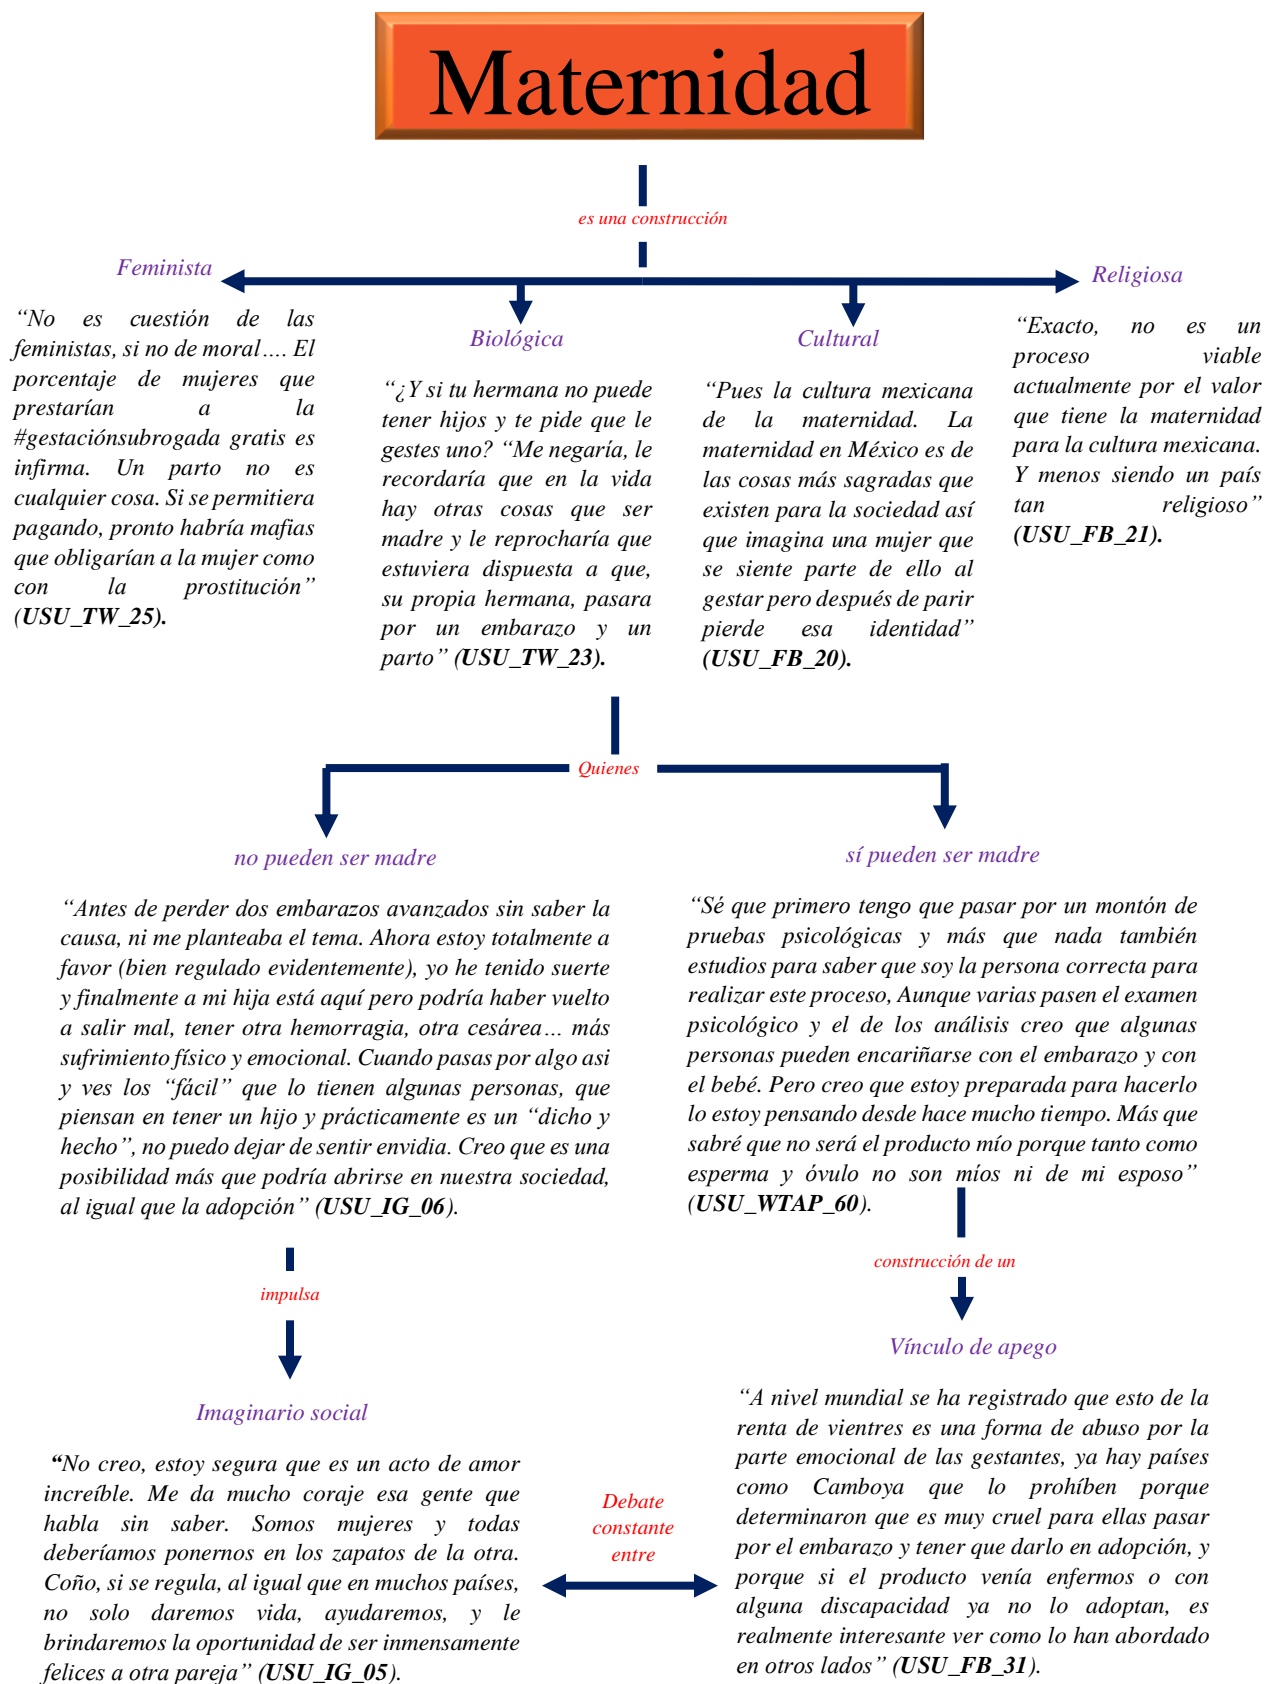 Maternidad
es una construcción
Feminista
“No es cuestión de las
feministas, si no de moral…. El
porcentaje de mujeres que
prestarían a la
#gestaciónsubrogada gratis es
infirma. Un parto no es
cualquier cosa. Si se permitiera
pagando, pronto habría mafias
que obligarían a la mujer como
con la prostitución”
(USU_TW_25).
Biológica
“¿Y si tu hermana no puede
tener hijos y te pide que le
gestes uno? “Me negaría, le
recordaría que en la vida
hay otras cosas que ser
madre y le reprocharía que
estuviera dispuesta a que,
su propia hermana, pasara
por un embarazo y un
parto” (USU_TW_23).
Cultural
“Pues la cultura mexicana
de la maternidad. La
maternidad en México es de
las cosas más sagradas que
existen para la sociedad así
que imagina una mujer que
se siente parte de ello al
gestar pero después de parir
pierde esa identidad”
(USU_FB_20).
Religiosa
“Exacto, no es un
proceso viable
actualmente por el valor
que tiene la maternidad
para la cultura mexicana.
Y menos siendo un país
tan religioso”
(USU_FB_21).
Quienes
no pueden ser madre
“Antes de perder dos embarazos avanzados sin saber la
causa, ni me planteaba el tema. Ahora estoy totalmente a
favor (bien regulado evidentemente), yo he tenido suerte
y finalmente a mi hija está aquí pero podría haber vuelto
a salir mal, tener otra hemorragia, otra cesárea… más
sufrimiento físico y emocional. Cuando pasas por algo asi
y ves los “fácil” que lo tienen algunas personas, que
piensan en tener un hijo y prácticamente es un “dicho y
hecho”, no puedo dejar de sentir envidia. Creo que es una
posibilidad más que podría abrirse en nuestra sociedad,
al igual que la adopción” (USU_IG_06).
sí pueden ser madre
“Sé que primero tengo que pasar por un montón de
pruebas psicológicas y más que nada también
estudios para saber que soy la persona correcta para
realizar este proceso, Aunque varias pasen el examen
psicológico y el de los análisis creo que algunas
personas pueden encariñarse con el embarazo y con
el bebé. Pero creo que estoy preparada para hacerlo
lo estoy pensando desde hace mucho tiempo. Más que
sabré que no será el producto mío porque tanto como
esperma y óvulo no son míos ni de mi esposo”
(USU_WTAP_60).
impulsa
Imaginario social
“No creo, estoy segura que es un acto de amor
increíble. Me da mucho coraje esa gente que
habla sin saber. Somos mujeres y todas
deberíamos ponernos en los zapatos de la otra.
Coño, si se regula, al igual que en muchos países,
no solo daremos vida, ayudaremos, y le
brindaremos la oportunidad de ser inmensamente
felices a otra pareja” (USU_IG_05).
Debate
constante
entre
construcción de un
Vínculo de apego
“A nivel mundial se ha registrado que esto de la
renta de vientres es una forma de abuso por la
parte emocional de las gestantes, ya hay países
como Camboya que lo prohíben porque
determinaron que es muy cruel para ellas pasar
por el embarazo y tener que darlo en adopción, y
porque si el producto venía enfermos o con
alguna discapacidad ya no lo adoptan, es
realmente interesante ver como lo han abordado
en otros lados” (USU_FB_31).